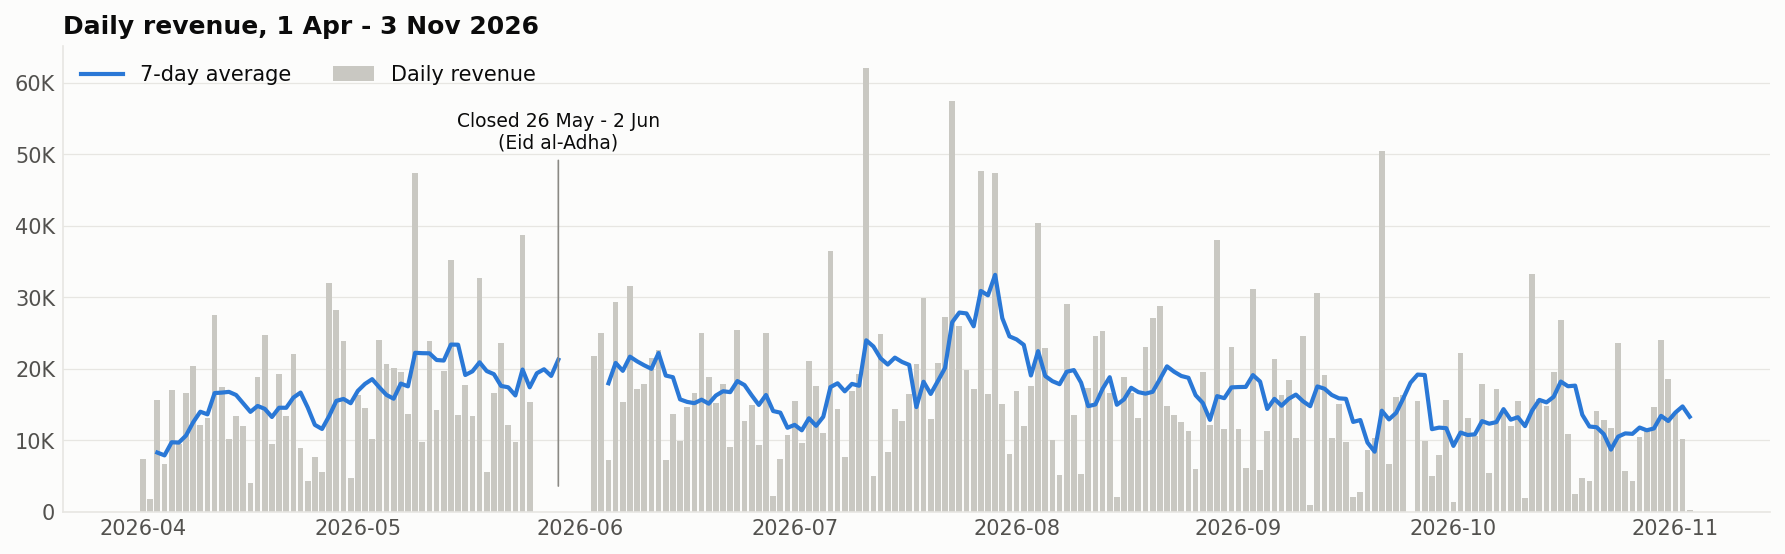 Daily revenue, 1 Apr - 3 Nov 2026
7-day average
Daily revenue
Closed 26 May - 2 Jun
(Eid al-Adha)
60K
50K
40K
30K
20K
10K
0
2026-04
2026-05
2026-06
2026-07
2026-08
2026-09
2026-10
2026-11